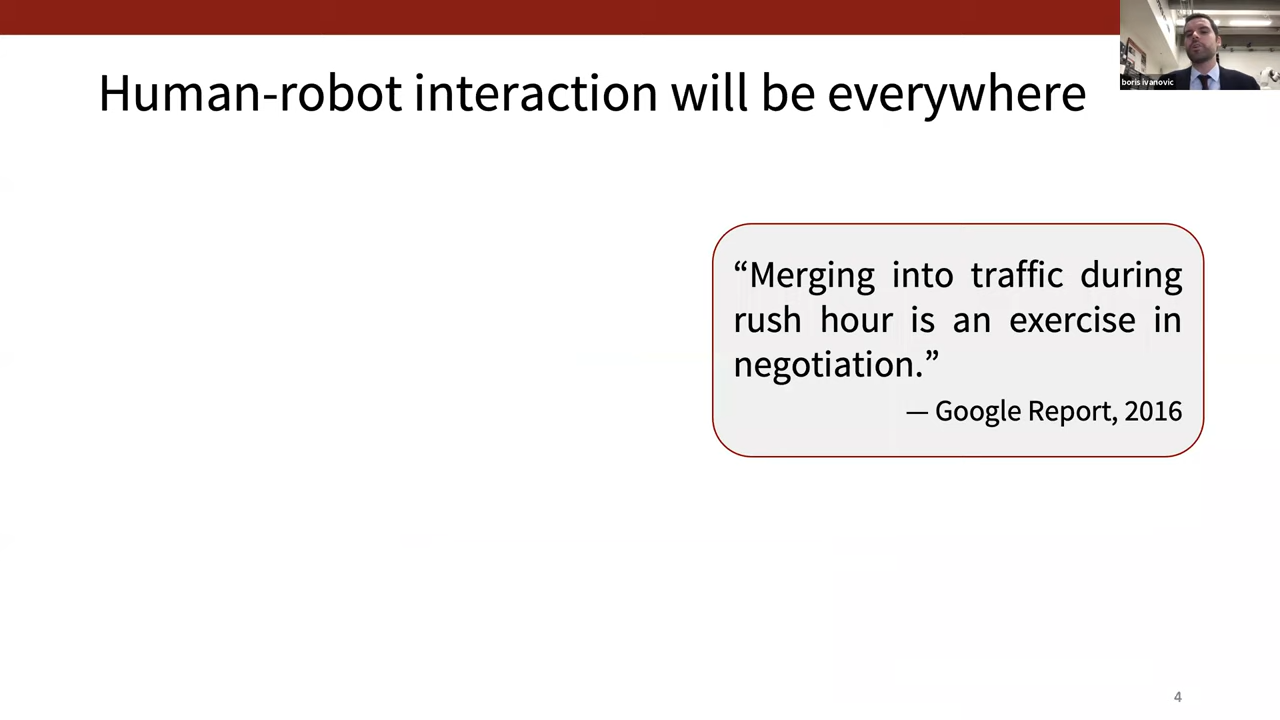 Human-robot interaction will be everywhere
boris ivanovic
“Merging into traffic during
rush hour is an exercise in
negotiation.”
— Google Report, 2016
4